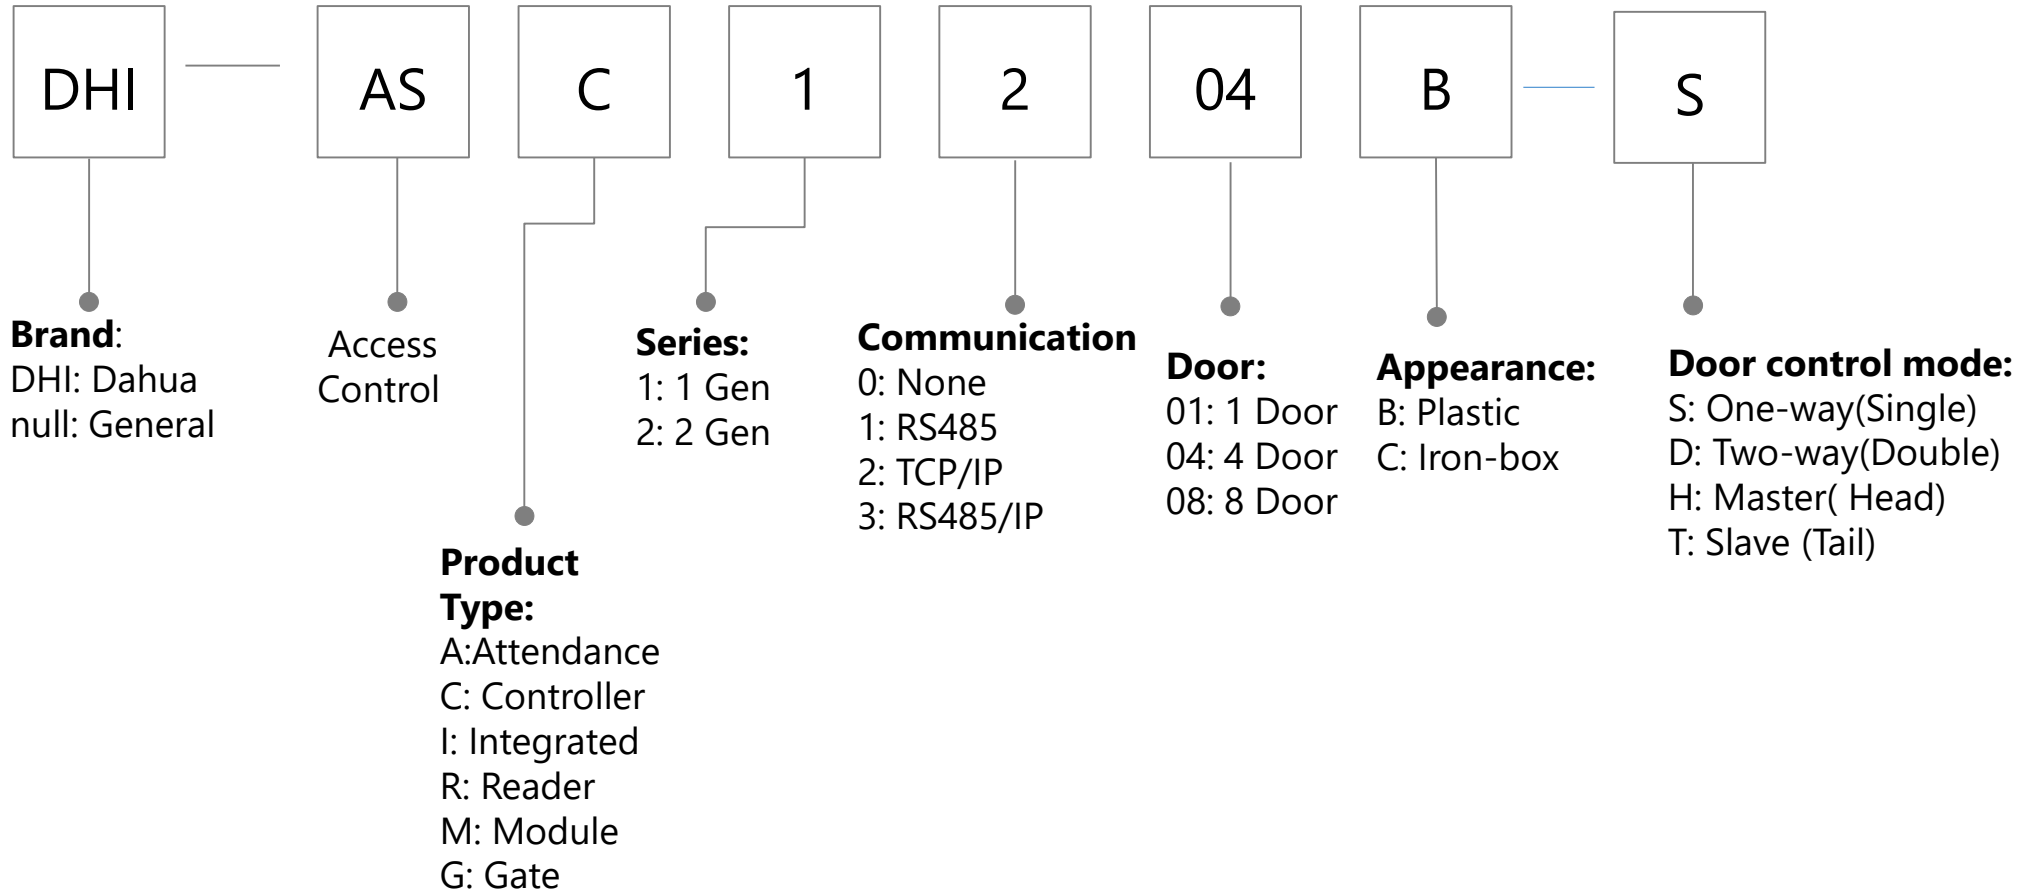 DHI
AS
C
1
2
04
B
S
Brand:
DHI: Dahua
null: General
Access
Control
Product
Type:
A:Attendance
C: Controller
I: Integrated
R: Reader
M: Module
G: Gate
Series:
1: 1 Gen
2: 2 Gen
Communication
0: None
1: RS485
2: TCP/IP
3: RS485/IP
Door:
01: 1 Door
04: 4 Door
08: 8 Door
Appearance:
B: Plastic
C: Iron-box
Door control mode:
S: One-way(Single)
D: Two-way(Double)
H: Master( Head)
T: Slave (Tail)